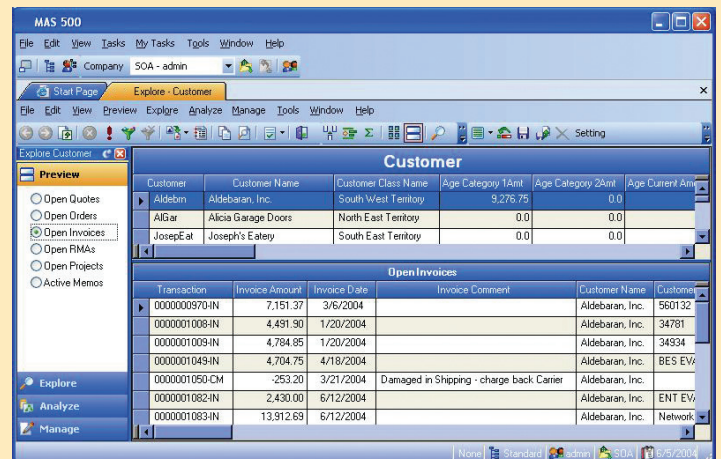 MAS 500
File Edit View Tasks My Tasks Tools Window Help
Company SOA - admin
Start Page Explore - Customer
File Edit View Preview Explore Analyze Manage Tools Window Help
Setting
Explore Customer
Customer
Preview
Customer Customer Name Customer Class Name Age Category 1Amt Age Category 2Amt Age Current Am
Open Quotes
Open Orders
Open Invoices
Open RMAs
Open Projects
Active Memos
Aldebrn Aldebaran, Inc. South West Territory 9,276.75 0.0
AlGar Alicia Garage Doors North East Territory 0.0 0.0
JosepEat Joseph's Eatery South East Territory 0.0 0.0
Open Invoices
Transaction Invoice Amount Invoice Date Invoice Comment Customer Name Customer
0000000970-IN 7,151.37 3/6/2004 Aldebaran, Inc. 560132
0000001008-IN 4,491.90 1/20/2004 Aldebaran, Inc. 34781
0000001009-IN 4,784.85 1/20/2004 Aldebaran, Inc. 34934
0000001049-IN 4,704.75 4/18/2004 Aldebaran, Inc. BES EV
0000001050-CM -253.20 3/21/2004 Damaged in Shipping - charge back Carrier Aldebaran, Inc.
0000001082-IN 2,430.00 6/12/2004 Aldebaran, Inc. ENT EV
0000001083-IN 13,912.69 6/12/2004 Aldebaran, Inc. Network
Explore
Analyze
Manage
None Standard admin SOA 6/5/2004